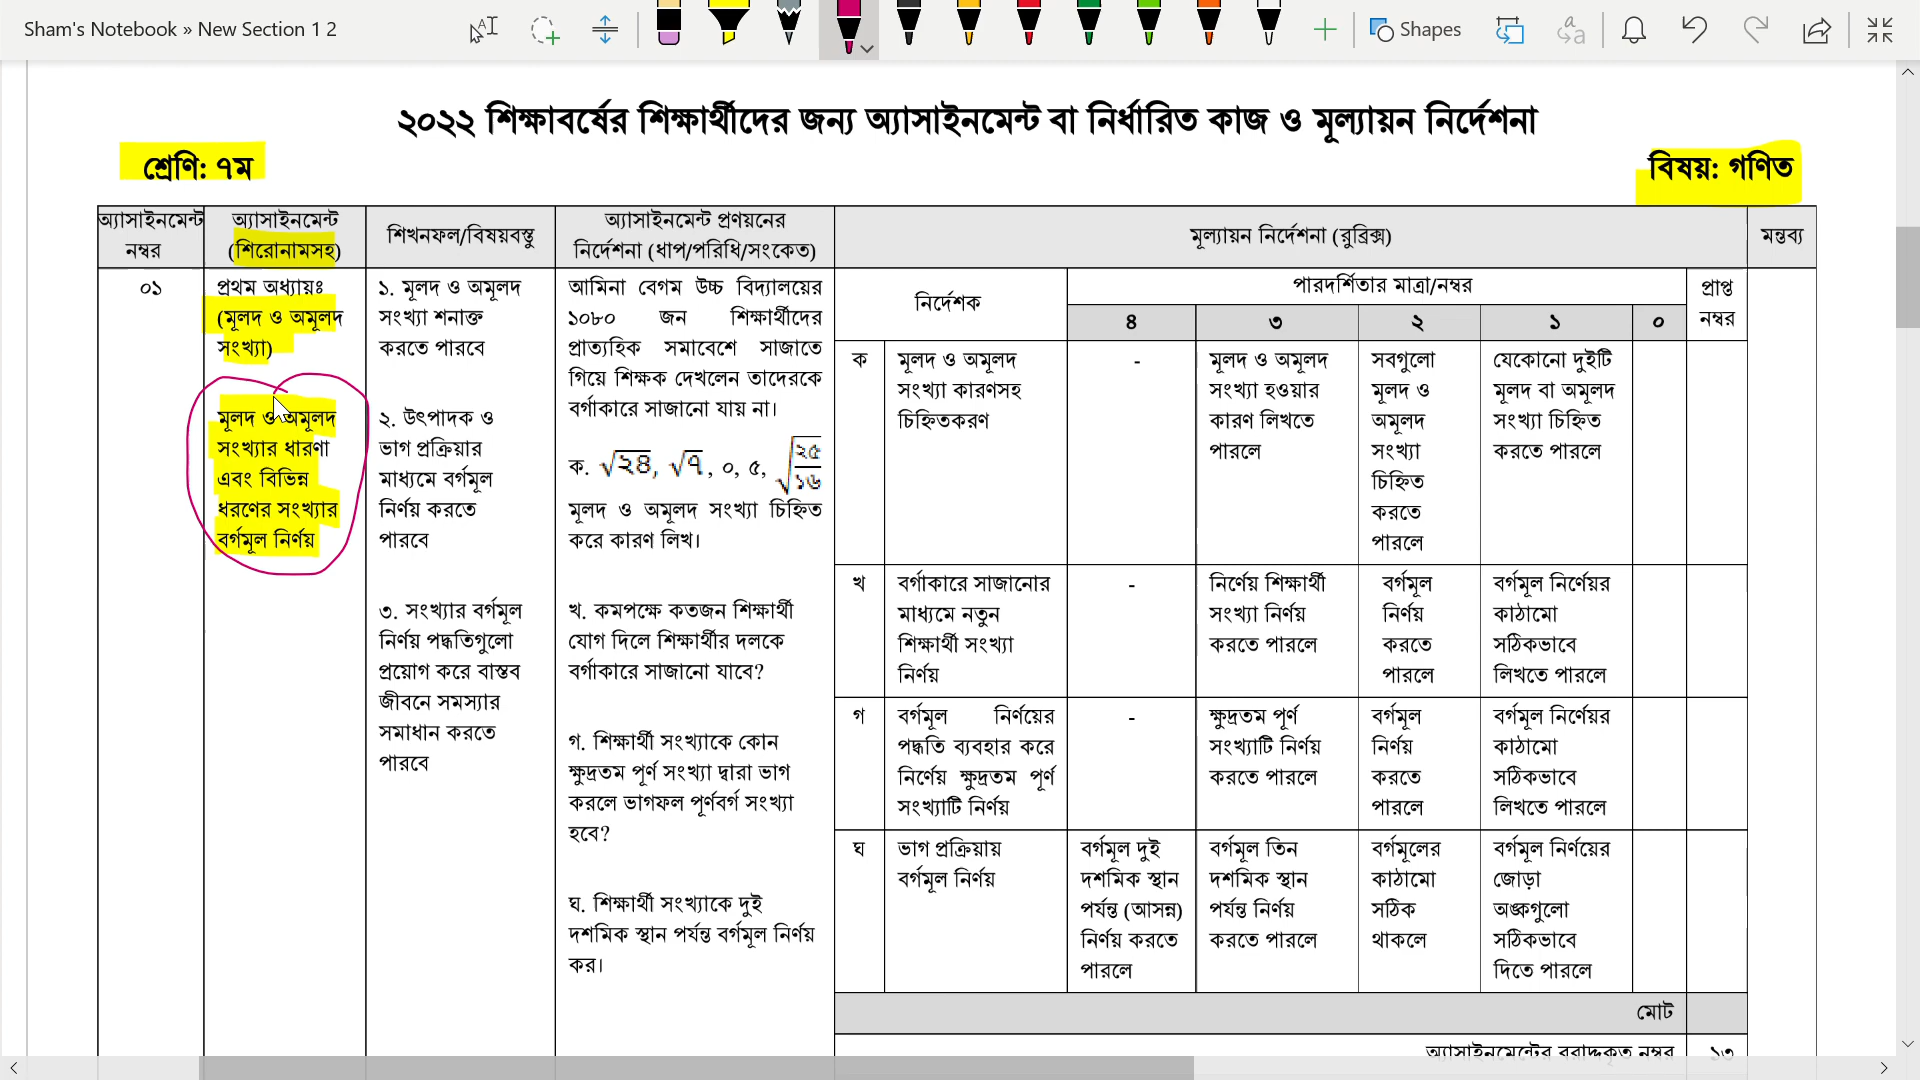 Sham's Notebook » New Section 1 2
Shapes
২০২২ শিক্ষাবর্ষের শিক্ষার্থীদের জন্য অ্যাসাইনমেন্ট বা নির্ধারিত কাজ ও মূল্যায়ন নির্দেশনা
শ্রেণি: ৭ম
বিষয়: গণিত
অ্যাসাইনমেন্ট
নম্বর
অ্যাসাইনমেন্ট
(শিরোনামসহ)
শিখনফল/বিষয়বস্তু
অ্যাসাইনমেন্ট প্রণয়নের
নির্দেশনা (ধাপ/পরিধি/সংকেত)
মূল্যায়ন নির্দেশনা (রুব্রিক্স)
মন্তব্য
০১
প্রথম অধ্যায়ঃ
(মূলদ ও অমূলদ
সংখ্যা)
মূলদ ও অমূলদ
সংখ্যার ধারণা
এবং বিভিন্ন
ধরণের সংখ্যার
বর্গমূল নির্ণয়
১. মূলদ ও অমূলদ
সংখ্যা শনাক্ত
করতে পারবে
২. উৎপাদক ও
ভাগ প্রক্রিয়ার
মাধ্যমে বর্গমূল
নির্ণয় করতে
পারবে
৩. সংখ্যার বর্গমূল
নির্ণয় পদ্ধতিগুলো
প্রয়োগ করে বাস্তব
জীবনে সমস্যার
সমাধান করতে
পারবে
আমিনা বেগম উচ্চ বিদ্যালয়ের
১০৮০ জন শিক্ষার্থীদের
প্রাত্যহিক সমাবেশে সাজাতে
গিয়ে শিক্ষক দেখলেন তাদেরকে
বর্গাকারে সাজানো যায় না।
ক. √২৪, √৭, ০, ৫, √২৫/১৬
মূলদ ও অমূলদ সংখ্যা চিহ্নিত
করে কারণ লিখ।
খ. কমপক্ষে কতজন শিক্ষার্থী
যোগ দিলে শিক্ষার্থীর দলকে
বর্গাকারে সাজানো যাবে?
গ. শিক্ষার্থী সংখ্যাকে কোন
ক্ষুদ্রতম পূর্ণ সংখ্যা দ্বারা ভাগ
করলে ভাগফল পূর্ণবর্গ সংখ্যা
হবে?
ঘ. শিক্ষার্থী সংখ্যাকে দুই
দশমিক স্থান পর্যন্ত বর্গমূল নির্ণয়
কর।
নির্দেশক
পারদর্শিতার মাত্রা/নম্বর
প্রাপ্ত
নম্বর
৪ ৩ ২ ১ ০
ক
মূলদ ও অমূলদ
সংখ্যা কারণসহ
চিহ্নিতকরণ
-
মূলদ ও অমূলদ
সংখ্যা হওয়ার
কারণ লিখতে
পারলে
সবগুলো
মূলদ ও
অমূলদ
সংখ্যা
চিহ্নিত
করতে
পারলে
যেকোনো দুইটি
মূলদ বা অমূলদ
সংখ্যা চিহ্নিত
করতে পারলে
খ
বর্গাকারে সাজানোর
মাধ্যমে নতুন
শিক্ষার্থী সংখ্যা
নির্ণয়
-
নির্ণেয় শিক্ষার্থী
সংখ্যা নির্ণয়
করতে পারলে
বর্গমূল
নির্ণয়
করতে
পারলে
বর্গমূল নির্ণেয়র
কাঠামো
সঠিকভাবে
লিখতে পারলে
গ
বর্গমূল নির্ণয়ের
পদ্ধতি ব্যবহার করে
নির্ণেয় ক্ষুদ্রতম পূর্ণ
সংখ্যাটি নির্ণয়
-
ক্ষুদ্রতম পূর্ণ
সংখ্যাটি নির্ণয়
করতে পারলে
বর্গমূল
নির্ণয়
করতে
পারলে
বর্গমূল নির্ণেয়র
কাঠামো
সঠিকভাবে
লিখতে পারলে
ঘ
ভাগ প্রক্রিয়ায়
বর্গমূল নির্ণয়
বর্গমূল দুই
দশমিক স্থান
পর্যন্ত (আসন্ন)
নির্ণয় করতে
পারলে
বর্গমূল তিন
দশমিক স্থান
পর্যন্ত নির্ণয়
করতে পারলে
বর্গমূলের
কাঠামো
সঠিক
থাকলে
বর্গমূল নির্ণয়ের
জোড়া
অঙ্কগুলো
সঠিকভাবে
দিতে পারলে
মোট
অ্যাসাইনমেন্টের বরাদ্দকৃত নম্বর ১৩